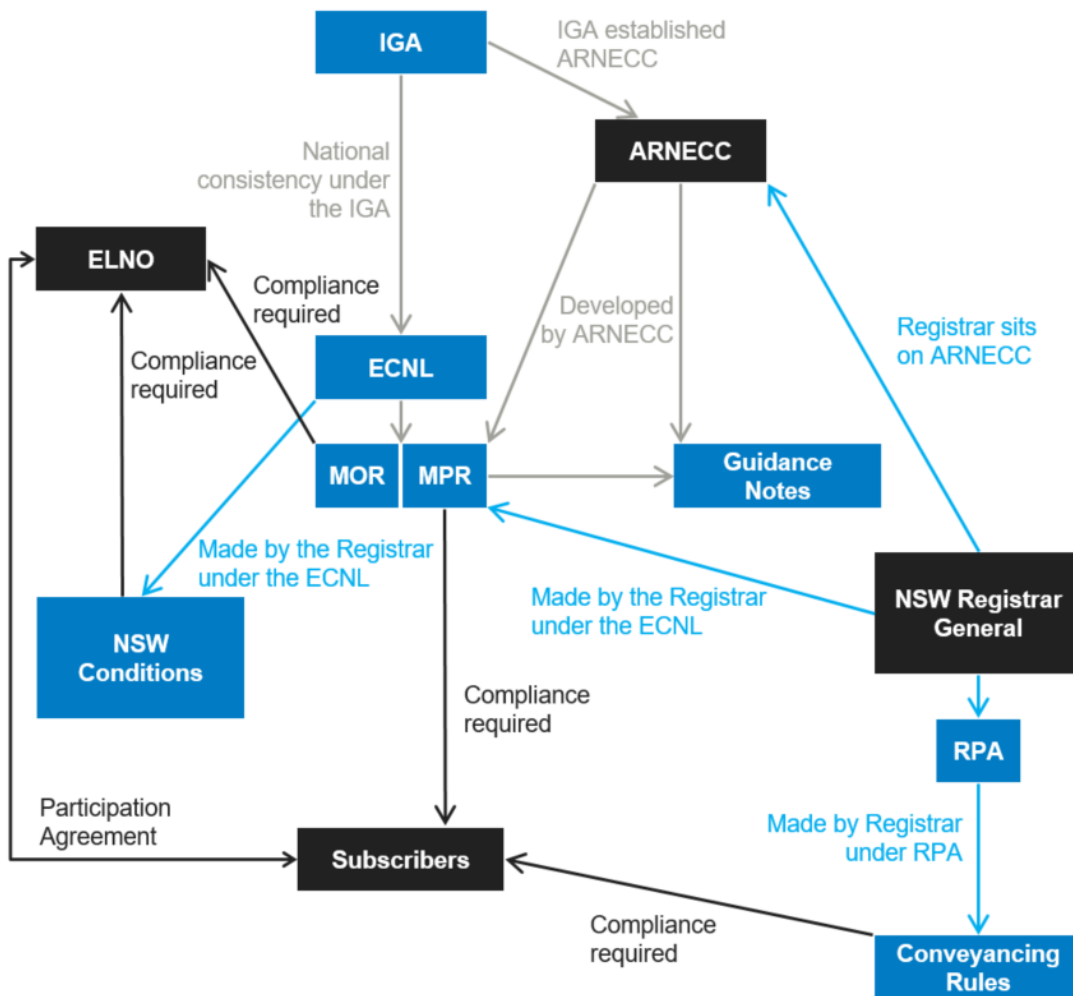 IGA
IGA established
ARNECC
ARNECC
National
consistency under
the IGA
ELNO
Compliance
required
Developed
by ARNECC
Registrar sits
on ARNECC
Compliance
required
ECNL
MOR
MPR
Guidance
Notes
Made by the Registrar
under the ECNL
Made by the Registrar
under the ECNL
NSW Registrar
General
NSW
Conditions
Compliance
required
RPA
Participation
Agreement
Made by Registrar
under RPA
Subscribers
Compliance
required
Conveyancing
Rules